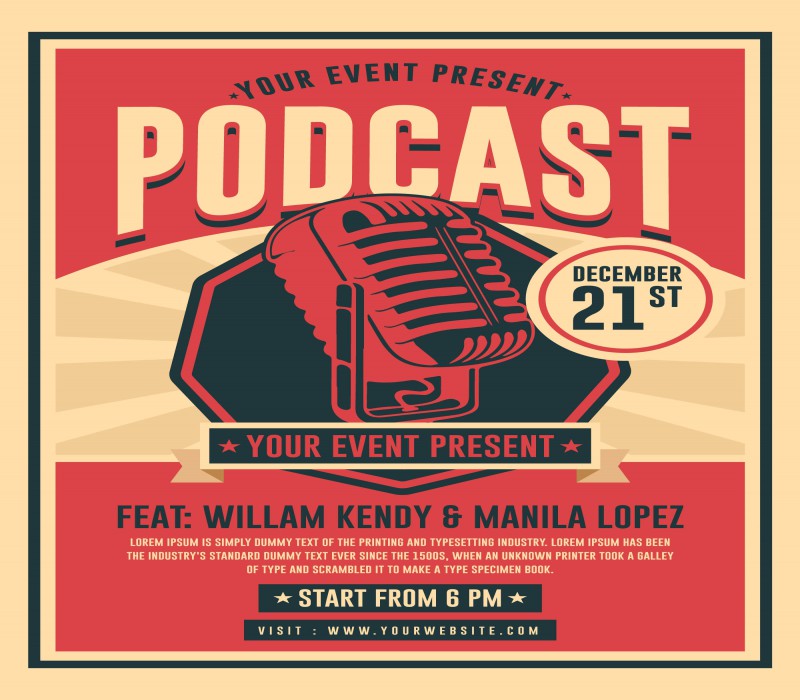 YOUR EVENT PRESENT
PODCAST
DECEMBER
21ST
YOUR EVENT PRESENT
FEAT: WILLAM KENDY & MANILA LOPEZ
LOREM IPSUM IS SIMPLY DUMMY TEXT OF THE PRINTING AND TYPESETTING INDUSTRY. LOREM IPSUM HAS BEEN
THE INDUSTRY'S STANDARD DUMMY TEXT EVER SINCE THE 1500S, WHEN AN UNKNOWN PRINTER TOOK A GALLEY
OF TYPE AND SCRAMBLED IT TO MAKE A TYPE SPECIMEN BOOK.
START FROM 6 PM
VISIT : WWW.YOURWEBSITE.COM